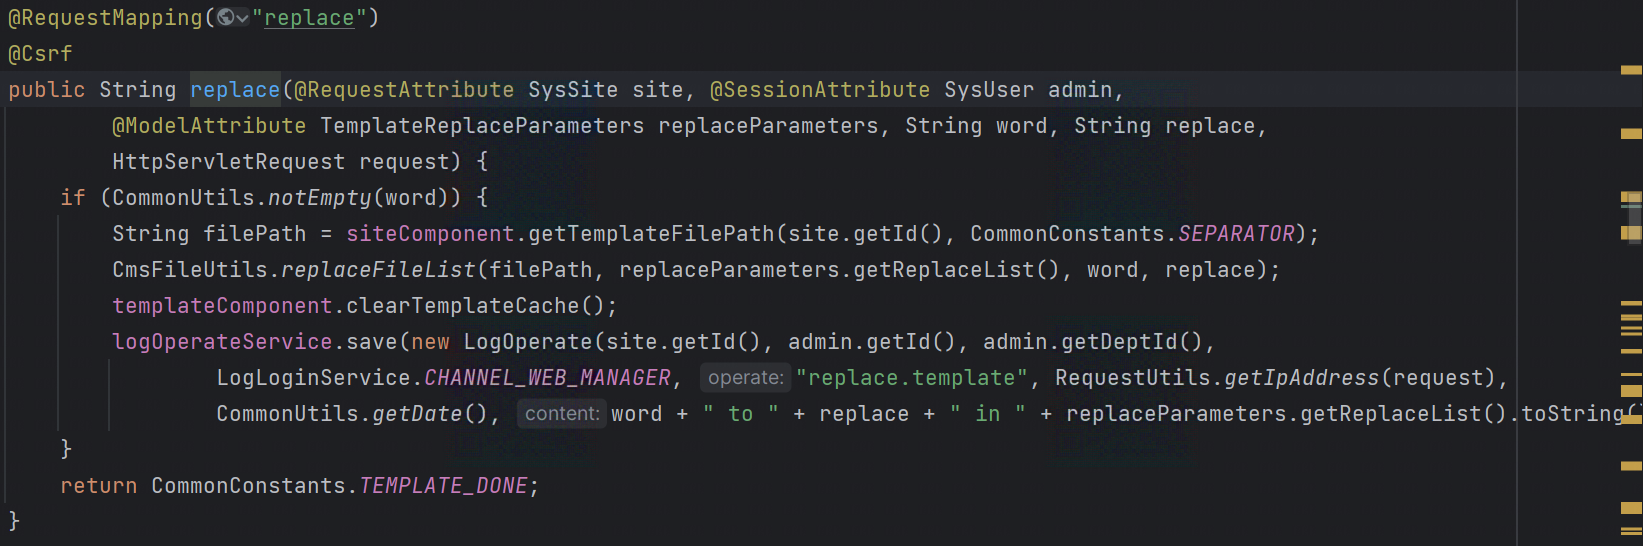 @RequestMapping("replace")
@Csrf
public String replace(@RequestAttribute SysSite site, @SessionAttribute SysUser admin,
        @ModelAttribute TemplateReplaceParameters replaceParameters, String word, String replace,
        HttpServletRequest request) {
    if (CommonUtils.notEmpty(word)) {
        String filePath = siteComponent.getTemplateFilePath(site.getId(), CommonConstants.SEPARATOR);
        CmsFileUtils.replaceFileList(filePath, replaceParameters.getReplaceList(), word, replace);
        templateComponent.clearTemplateCache();
        logOperateService.save(new LogOperate(site.getId(), admin.getId(), admin.getDeptId(),
                LogLoginService.CHANNEL_WEB_MANAGER, operate: "replace.template", RequestUtils.getIpAddress(request),
                CommonUtils.getDate(), content: word + " to " + replace + " in " + replaceParameters.getReplaceList().toString(
    }
    return CommonConstants.TEMPLATE_DONE;
}